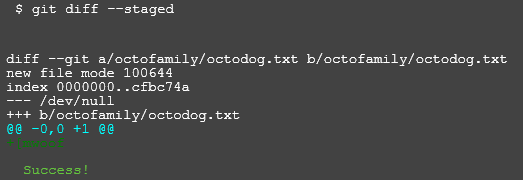 $ git diff --staged
diff --git a/octofamily/octodog.txt b/octofamily/octodog.txt
new file mode 100644
index 0000000..cfbc74a
--- /dev/null
+++ b/octofamily/octodog.txt
@@ -0,0 +1 @@
+[mwoof
Success!